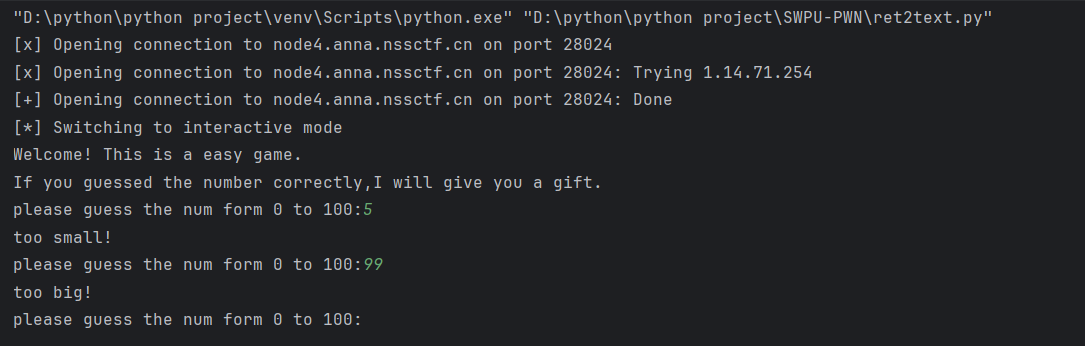 "D:\python\python project\venv\Scripts\python.exe" "D:\python\python project\SWPU-PWN\ret2text.py"
[x] Opening connection to node4.anna.nssctf.cn on port 28024
[x] Opening connection to node4.anna.nssctf.cn on port 28024: Trying 1.14.71.254
[+] Opening connection to node4.anna.nssctf.cn on port 28024: Done
[*] Switching to interactive mode
Welcome! This is a easy game.
If you guessed the number correctly,I will give you a gift.
please guess the num form 0 to 100:5
too small!
please guess the num form 0 to 100:99
too big!
please guess the num form 0 to 100: